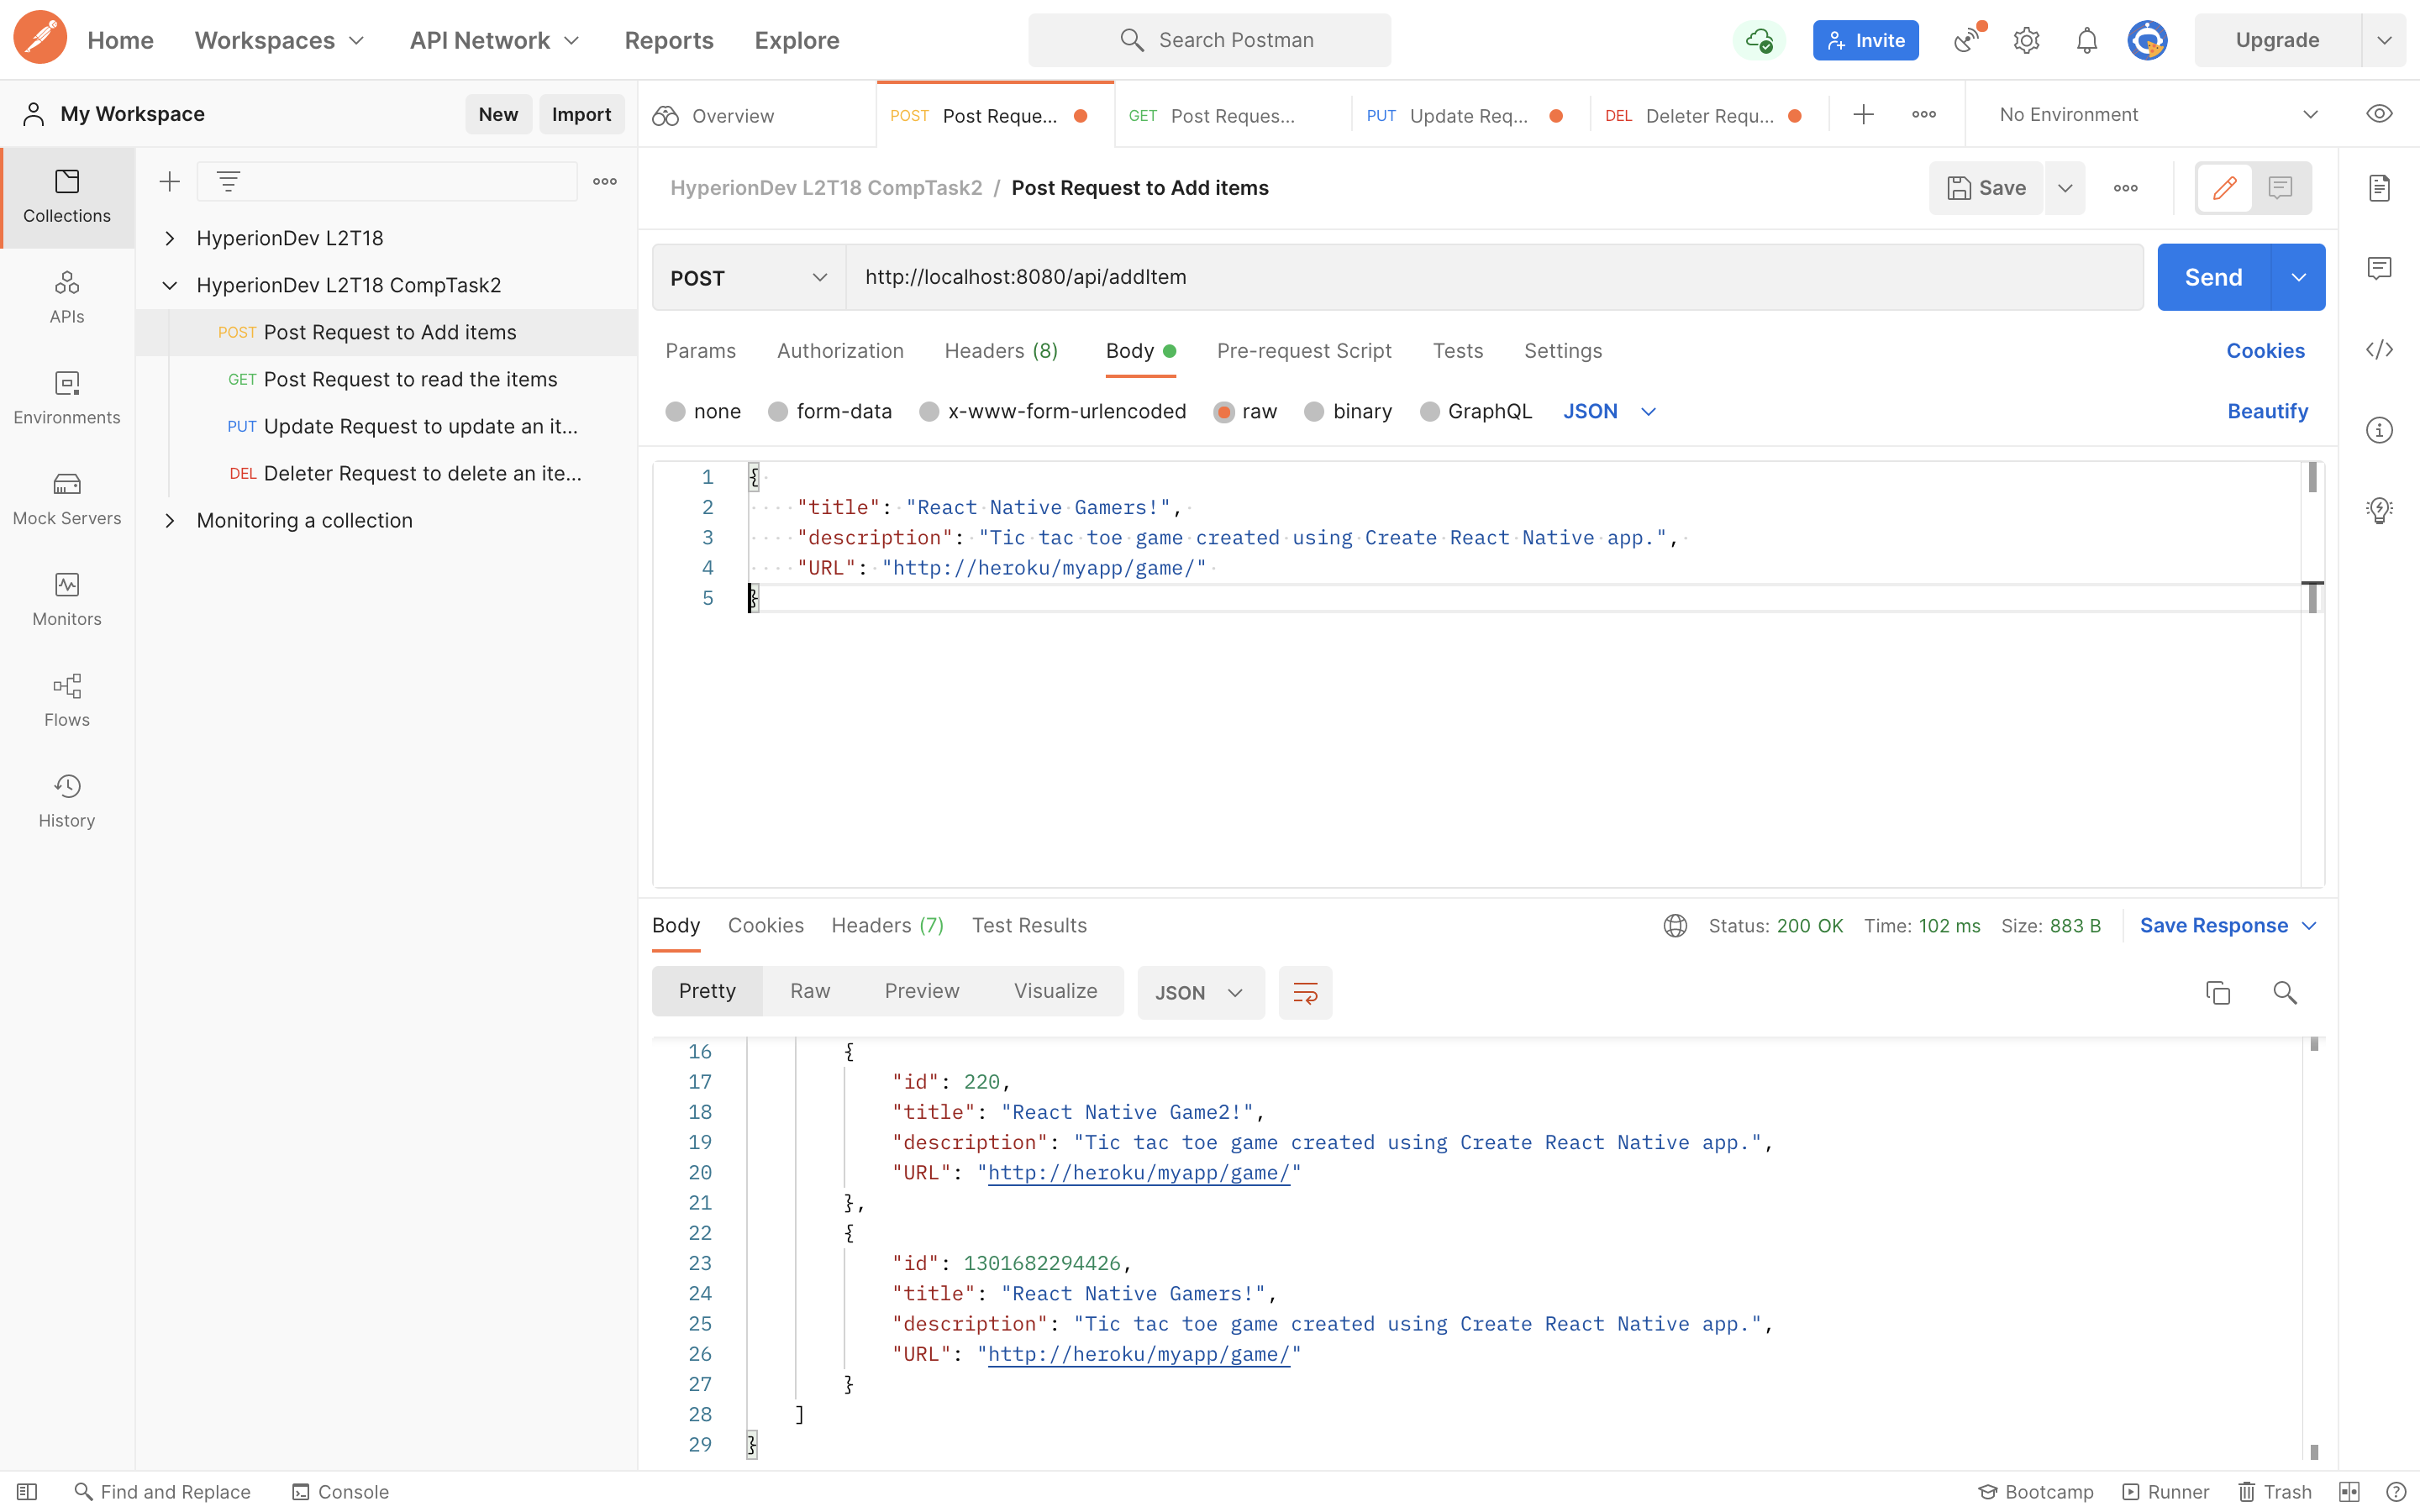 Home Workspaces API Network Reports Explore Search Postman Invite Upgrade
My Workspace New Import Overview POST Post Reque... GET Post Reques... PUT Update Req... DEL Deleter Requ... No Environment
Collections
APIs
Environments
Mock Servers
Monitors
Flows
History
HyperionDev L2T18
HyperionDev L2T18 CompTask2
POST Post Request to Add items
GET Post Request to read the items
PUT Update Request to update an it...
DEL Deleter Request to delete an ite...
Monitoring a collection
HyperionDev L2T18 CompTask2 / Post Request to Add items Save
POST http://localhost:8080/api/addItem Send
Params Authorization Headers (8) Body Pre-request Script Tests Settings Cookies
none form-data x-www-form-urlencoded raw binary GraphQL JSON Beautify
1 {
2 "title": "React Native Gamers!",
3 "description": "Tic tac toe game created using Create React Native app.",
4 "URL": "http://heroku/myapp/game/"
5 }
Body Cookies Headers (7) Test Results Status: 200 OK Time: 102 ms Size: 883 B Save Response
Pretty Raw Preview Visualize JSON
16 {
17 "id": 220,
18 "title": "React Native Game2!",
19 "description": "Tic tac toe game created using Create React Native app.",
20 "URL": "http://heroku/myapp/game/"
21 },
22 {
23 "id": 1301682294426,
24 "title": "React Native Gamers!",
25 "description": "Tic tac toe game created using Create React Native app.",
26 "URL": "http://heroku/myapp/game/"
27 }
28 ]
29 }
Find and Replace Console Bootcamp Runner Trash